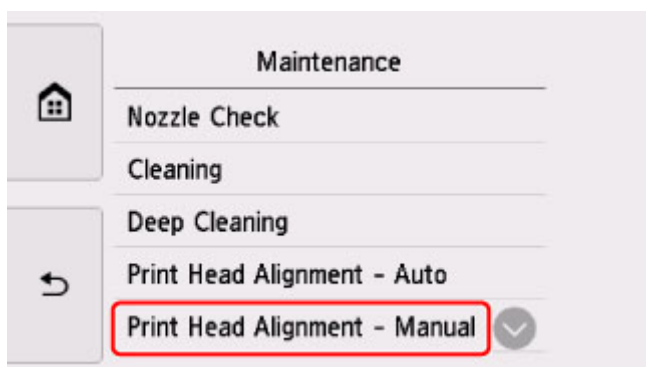 Maintenance
Nozzle Check
Cleaning
Deep Cleaning
Print Head Alignment - Auto
Print Head Alignment - Manual